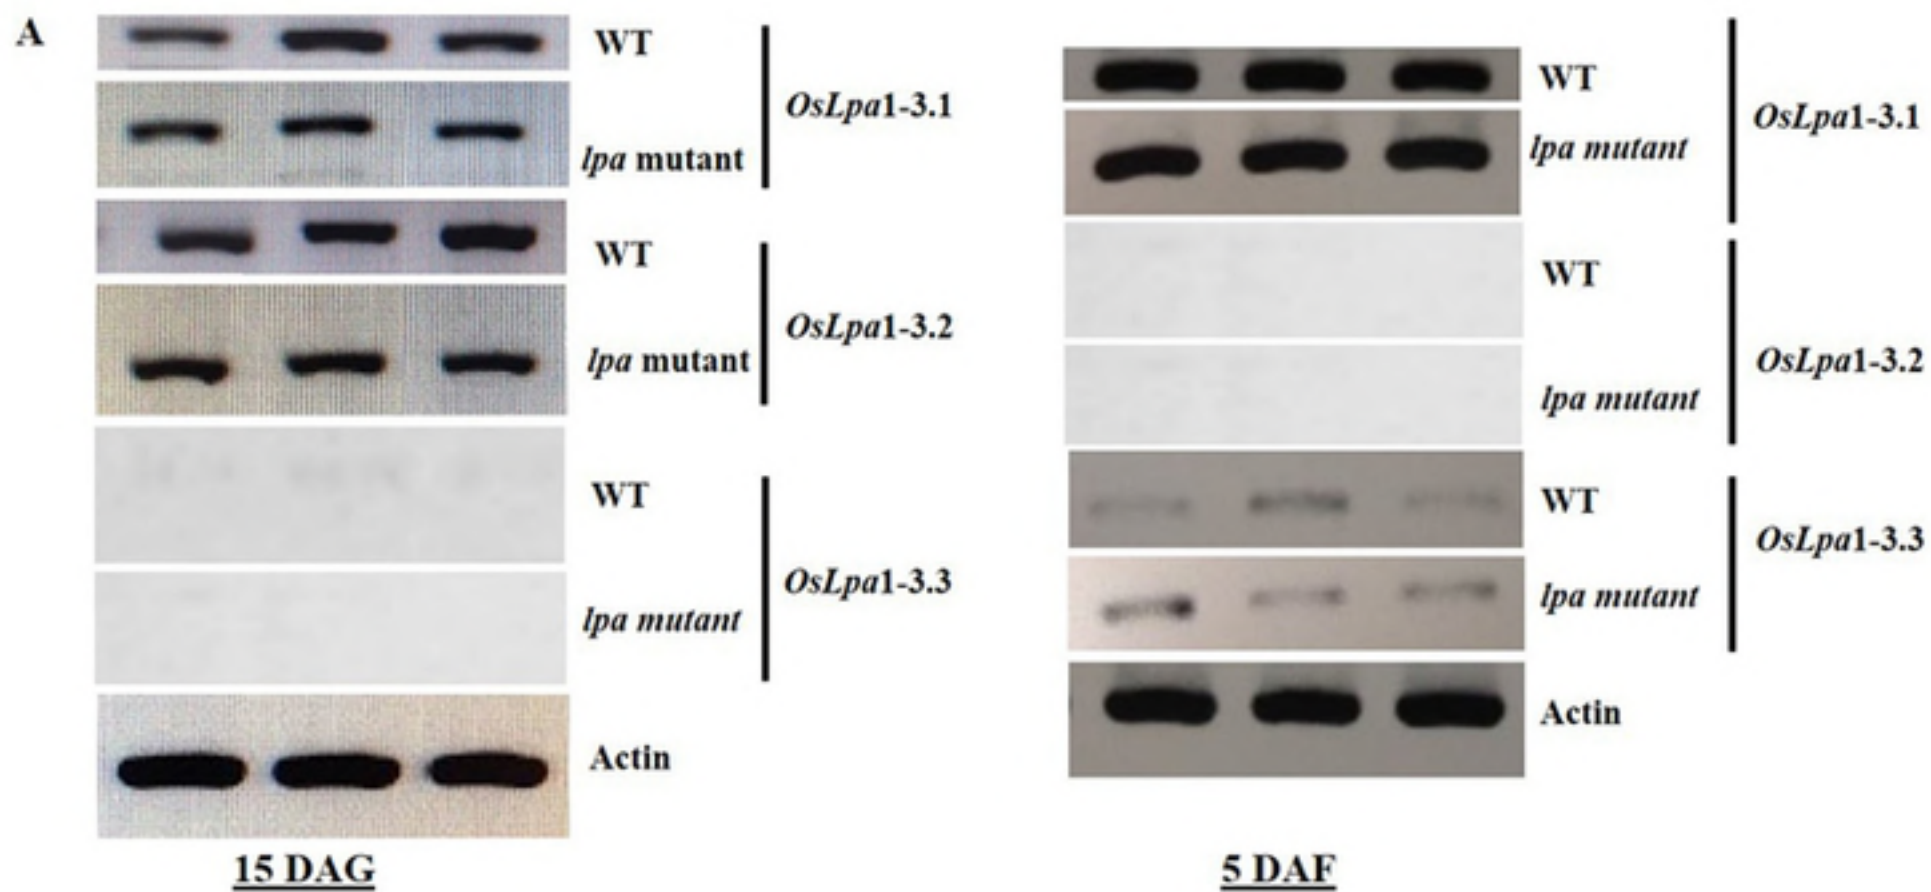 A
WT
OsLpa1-3.1
lpa mutant
WT
OsLpa1-3.2
lpa mutant
WT
OsLpa1-3.3
lpa mutant
Actin
15 DAG
WT
OsLpa1-3.1
lpa mutant
WT
OsLpa1-3.2
lpa mutant
WT
OsLpa1-3.3
lpa mutant
Actin
5 DAF